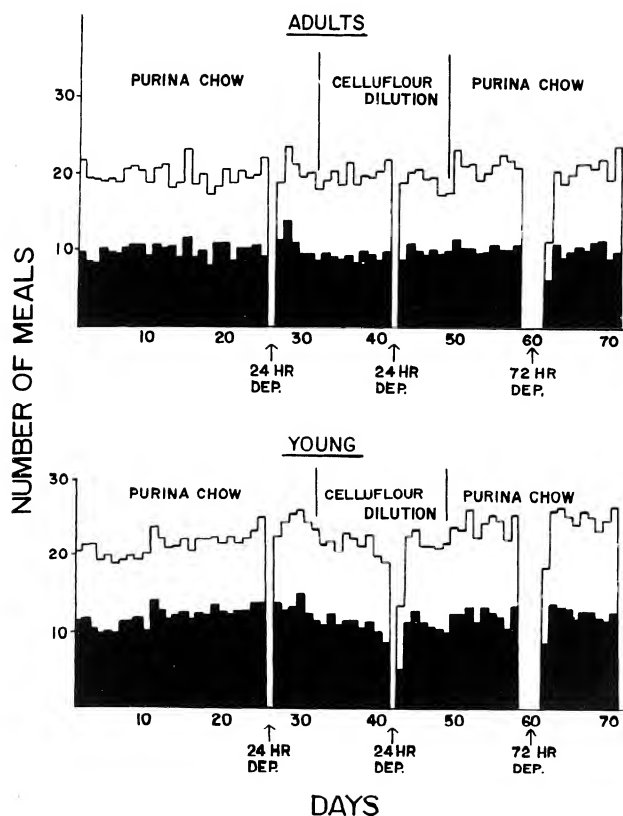 ADULTS
PURINA CHOW
CELLUFLOUR
DILUTION
PURINA CHOW
30
20
10
10 20 30 40 50 60 70
24 HR
DEP.
24 HR
DEP.
72 HR
DEP.
NUMBER OF MEALS
YOUNG
PURINA CHOW
CELLUFLOUR
DILUTION
PURINA CHOW
30
20
10
10 20 30 40 50 60 70
24 HR
DEP.
24 HR
DEP.
72 HR
DEP.
DAYS